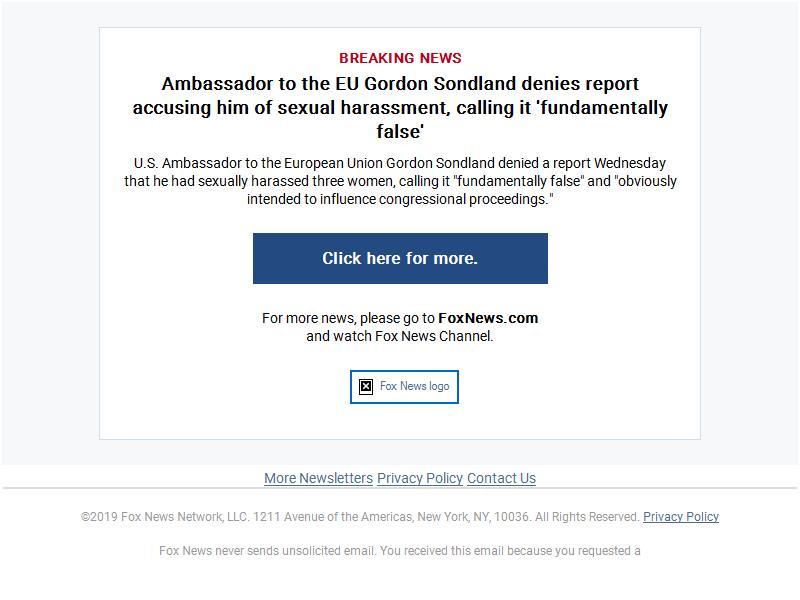 BREAKING NEWS
Ambassador to the EU Gordon Sondland denies report
accusing him of sexual harassment, calling it 'fundamentally
false'
U.S. Ambassador to the European Union Gordon Sondland denied a report Wednesday
that he had sexually harassed three women, calling it "fundamentally false" and "obviously
intended to influence congressional proceedings."
Click here for more.
For more news, please go to FoxNews.com
and watch Fox News Channel.
Fox News logo
More Newsletters Privacy Policy Contact Us
©2019 Fox News Network, LLC. 1211 Avenue of the Americas, New York, NY, 10036. All Rights Reserved. Privacy Policy
Fox News never sends unsolicited email. You received this email because you requested a